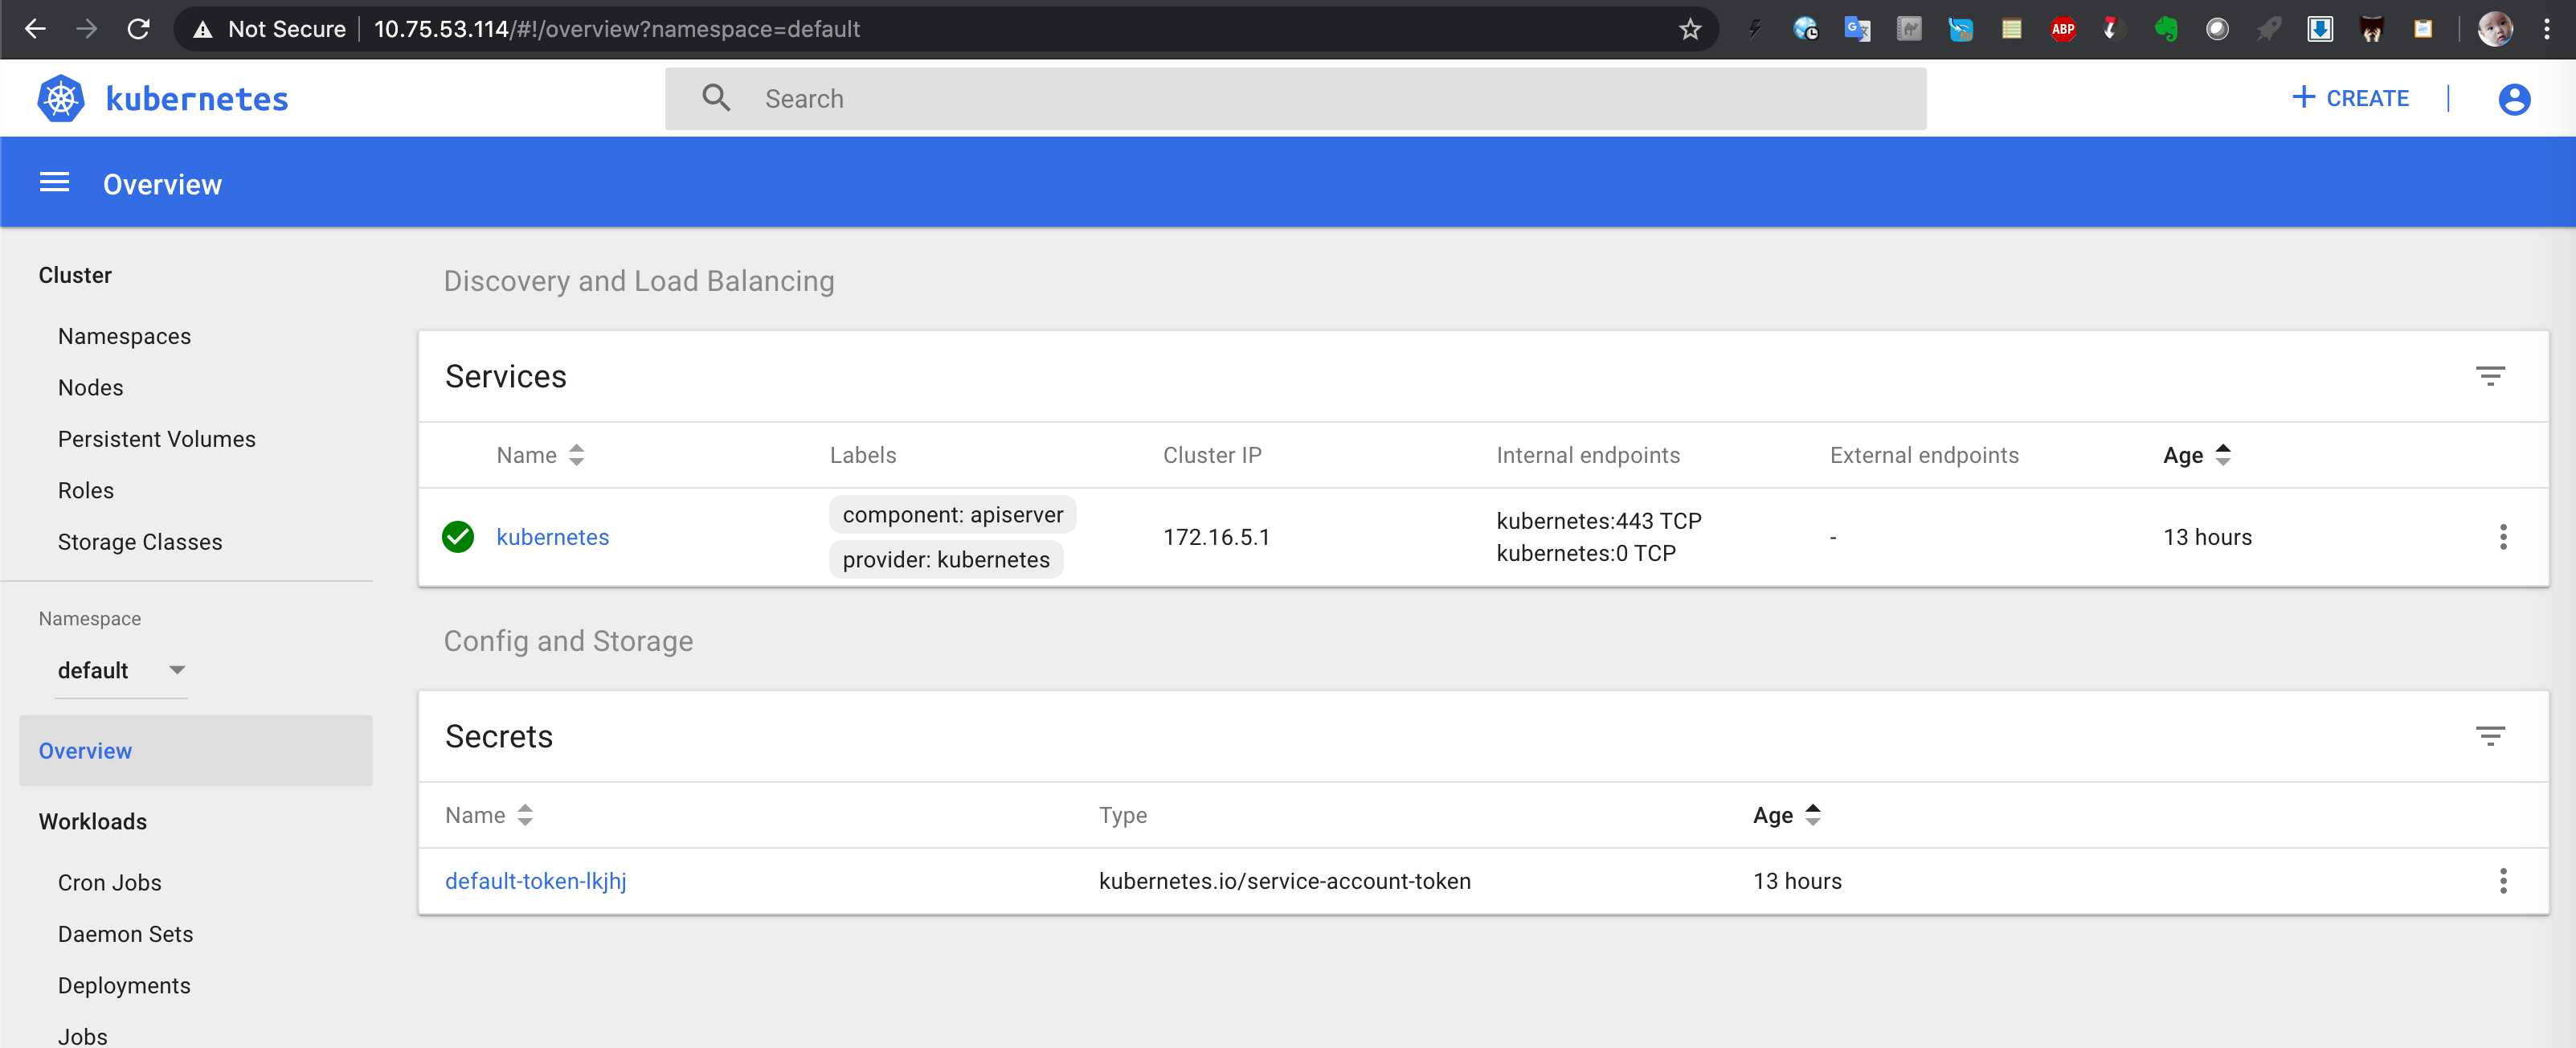 Not Secure 10.75.53.114/#!/overview?namespace=default
ABP
kubernetes
Search
+ CREATE
Overview
Cluster
Namespaces
Nodes
Persistent Volumes
Roles
Storage Classes
Namespace
default
Overview
Workloads
Cron Jobs
Daemon Sets
Deployments
Jobs
Discovery and Load Balancing
Services
Name Labels Cluster IP Internal endpoints External endpoints Age
kubernetes component: apiserver provider: kubernetes 172.16.5.1 kubernetes:443 TCP kubernetes:0 TCP - 13 hours
Config and Storage
Secrets
Name Type Age
default-token-lkjhj kubernetes.io/service-account-token 13 hours